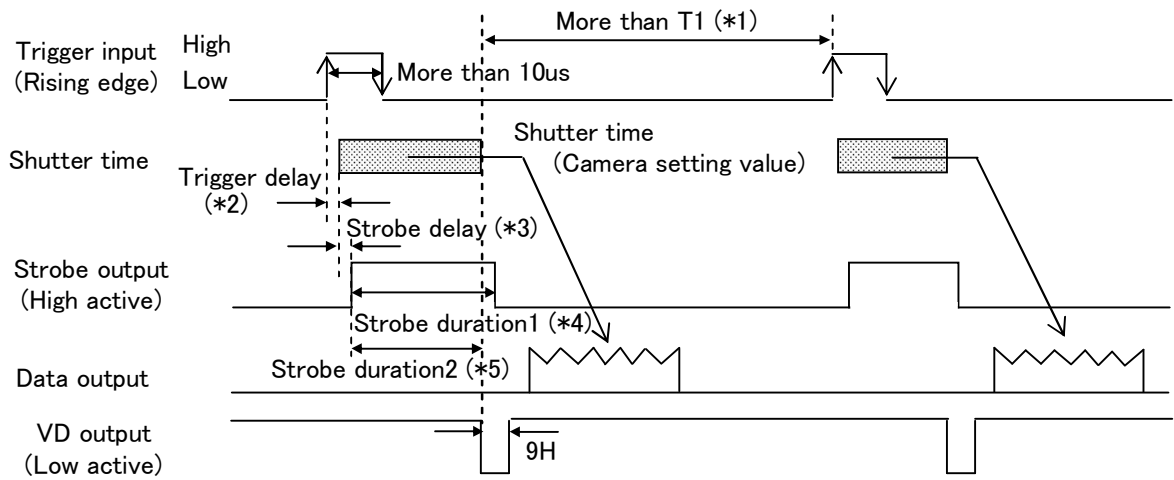 More than T1 (*1)
Trigger input
(Rising edge)
High
Low
More than 10us
Shutter time
Shutter time
(Camera setting value)
Trigger delay
(*2)
Strobe delay (*3)
Strobe output
(High active)
Strobe duration1 (*4)
Strobe duration2 (*5)
Data output
VD output
(Low active)
9H